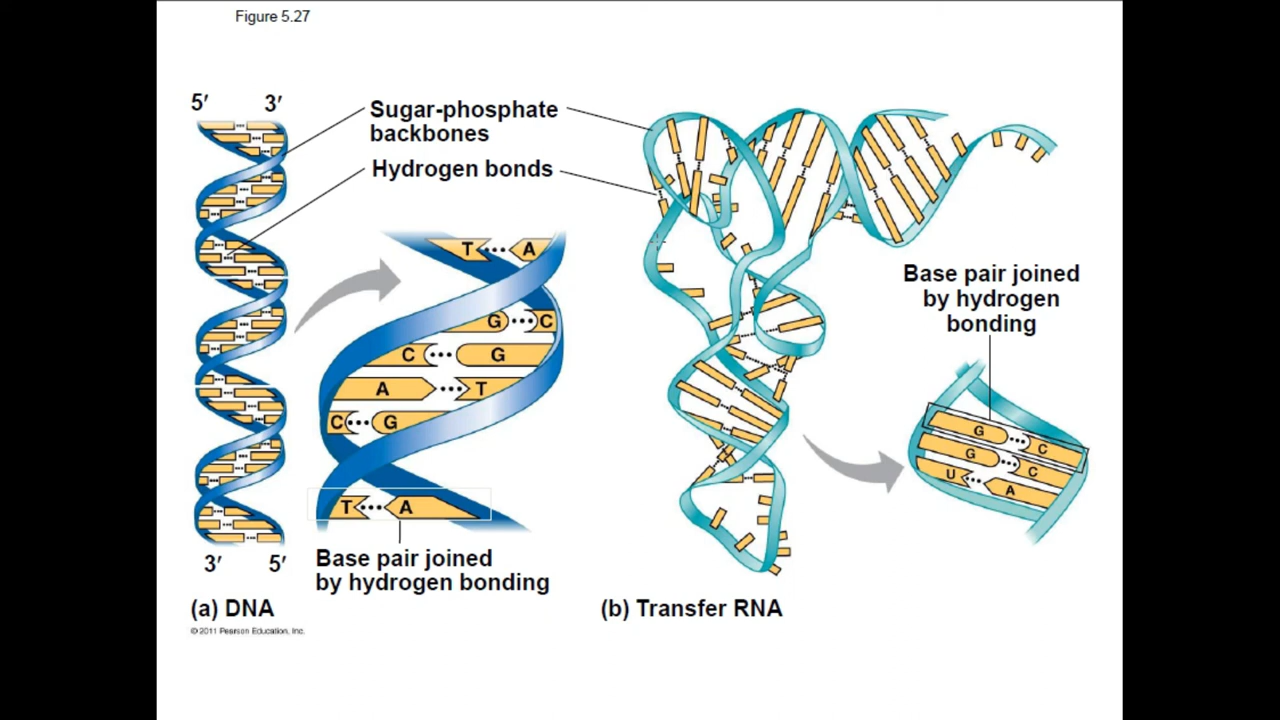 Figure 5.27
5′ 3′
Sugar-phosphate
backbones
Hydrogen bonds
T A
G C
C G
A T
C G
T A
3′ 5′
Base pair joined
by hydrogen bonding
(a) DNA
© 2011 Pearson Education, Inc.
Base pair joined
by hydrogen
bonding
G C
G C
U A
(b) Transfer RNA